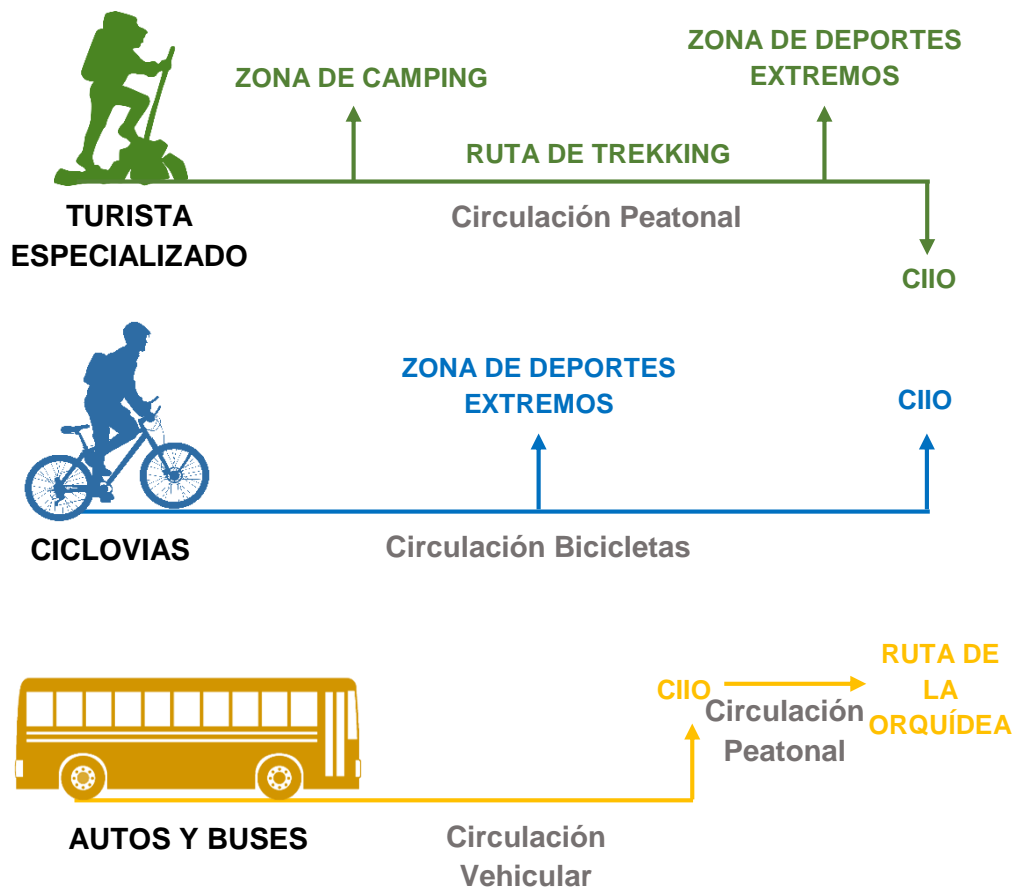 ZONA DE DEPORTES
EXTREMOS
ZONA DE CAMPING
RUTA DE TREKKING
TURISTA
ESPECIALIZADO
Circulación Peatonal
CIIO
ZONA DE DEPORTES
EXTREMOS
CIIO
CICLOVIAS
Circulación Bicicletas
RUTA DE
LA
ORQUÍDEA
CIIO
Circulación
Peatonal
AUTOS Y BUSES
Circulación
Vehicular